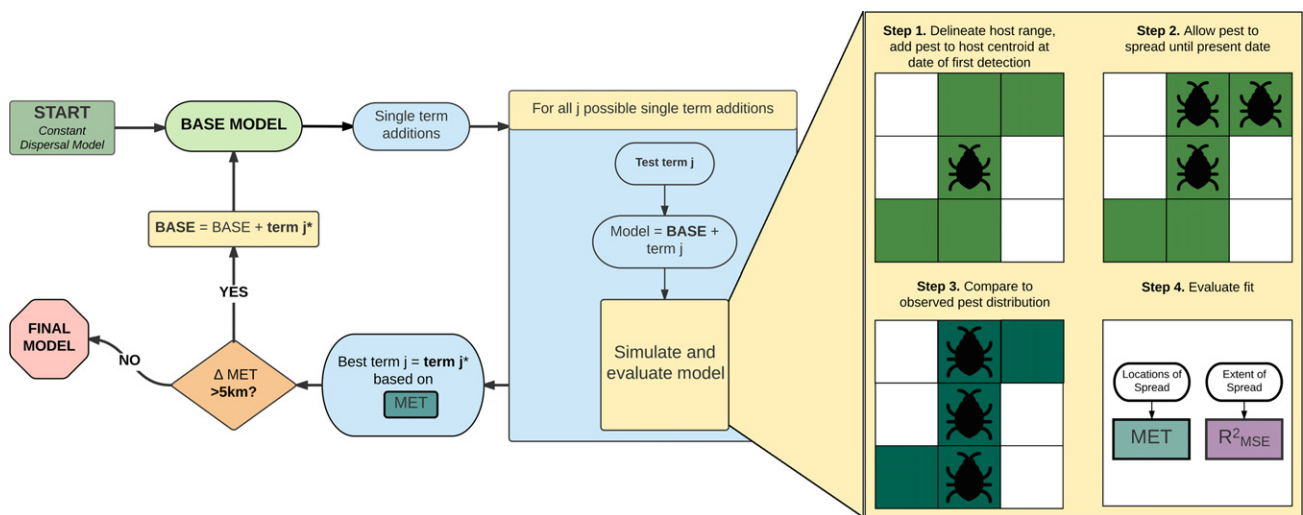 START
Constant
Dispersal Model
BASE MODEL
Single term
additions
For all j possible single term additions
Test term j
Model = BASE +
term j
Simulate and
evaluate model
BASE = BASE + term j*
YES
FINAL
MODEL
NO
Δ MET
>5km?
Best term j = term j*
based on
MET
Step 1. Delineate host range,
add pest to host centroid at
date of first detection
Step 2. Allow pest to
spread until present date
Step 3. Compare to
observed pest distribution
Step 4. Evaluate fit
Locations of
Spread
Extent of
Spread
MET
R²MSE